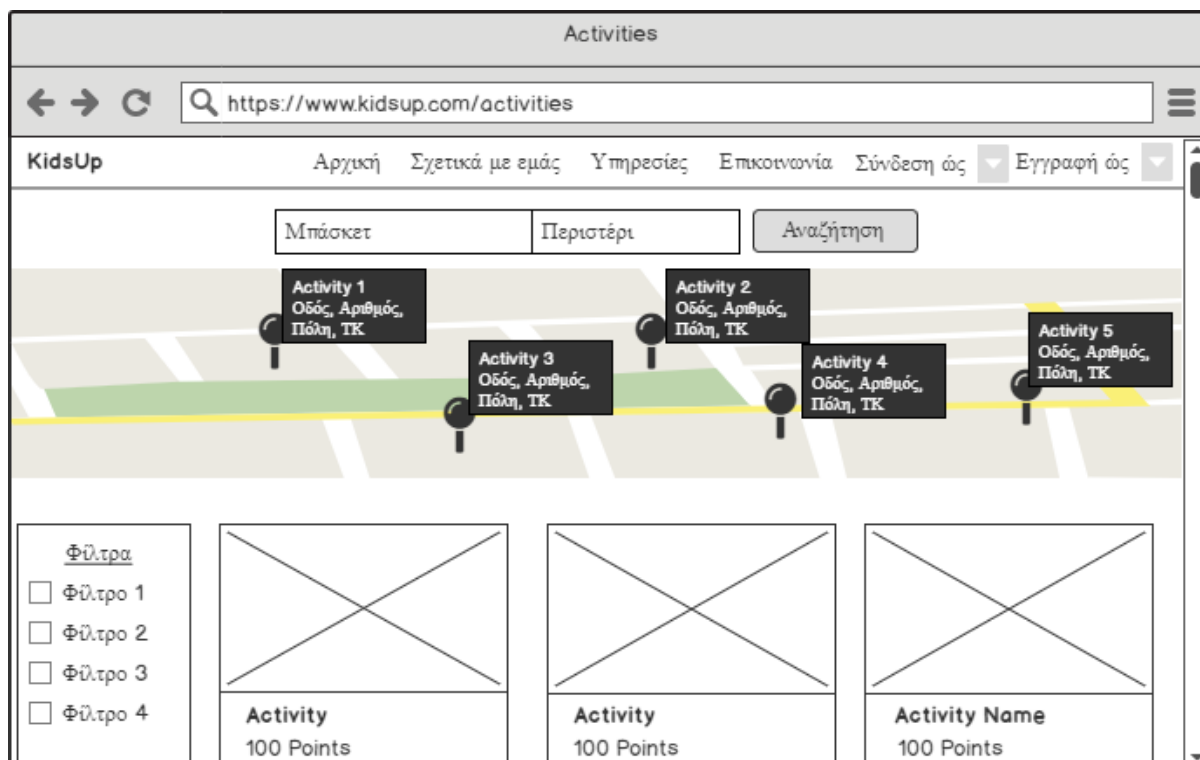 Activities
https://www.kidsup.com/activities
KidsUp Αρχική Σχετικά με εμάς Υπηρεσίες Επικοινωνία Σύνδεση ώς Εγγραφή ώς
Μπάσκετ Περιστέρι Αναζήτηση
Activity 1
Οδός, Αριθμός,
Πόλη, ΤΚ
Activity 2
Οδός, Αριθμός,
Πόλη, ΤΚ
Activity 3
Οδός, Αριθμός,
Πόλη, ΤΚ
Activity 4
Οδός, Αριθμός,
Πόλη, ΤΚ
Activity 5
Οδός, Αριθμός,
Πόλη, ΤΚ
Φίλτρα
Φίλτρο 1
Φίλτρο 2
Φίλτρο 3
Φίλτρο 4
Activity
100 Points
Activity
100 Points
Activity Name
100 Points